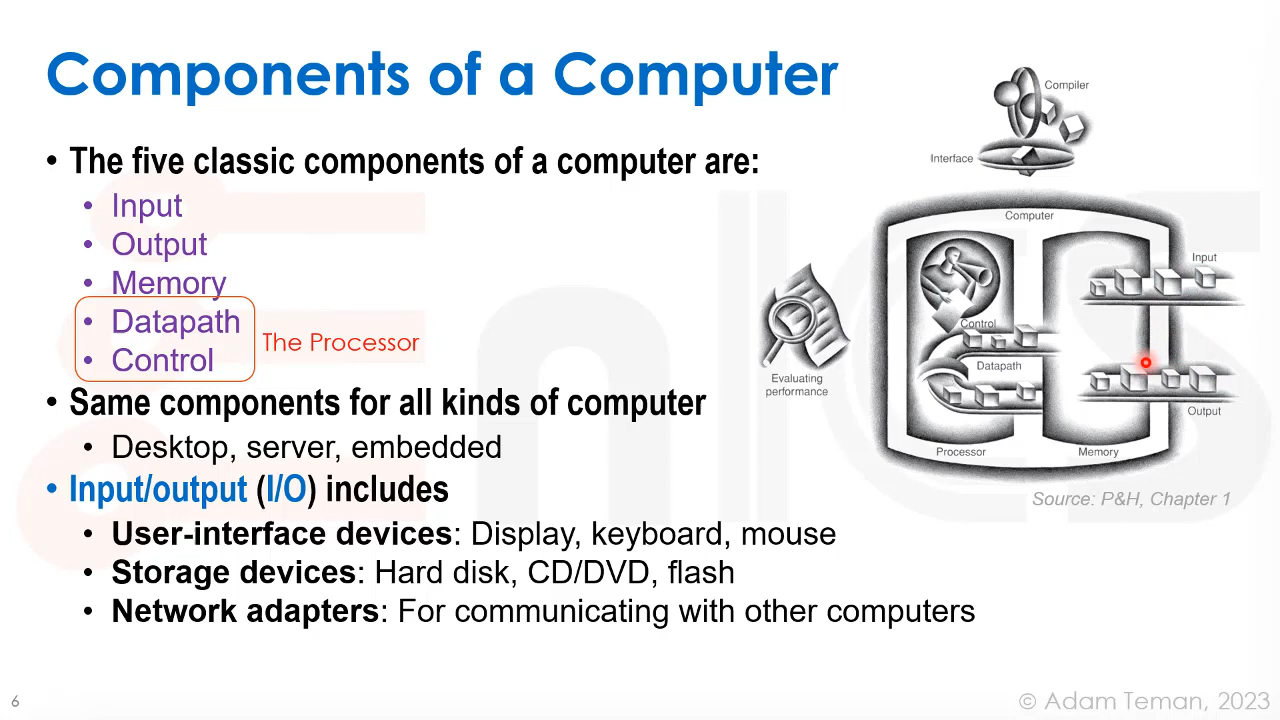 Components of a Computer
• The five classic components of a computer are:
• Input
• Output
• Memory
• Datapath
• Control
The Processor
• Same components for all kinds of computer
• Desktop, server, embedded
• Input/output (I/O) includes
• User-interface devices: Display, keyboard, mouse
• Storage devices: Hard disk, CD/DVD, flash
• Network adapters: For communicating with other computers
Compiler
Interface
Computer
Input
Control
Datapath
Evaluating
performance
Output
Processor
Memory
Source: P&H, Chapter 1
EnICS
6
© Adam Teman, 2023